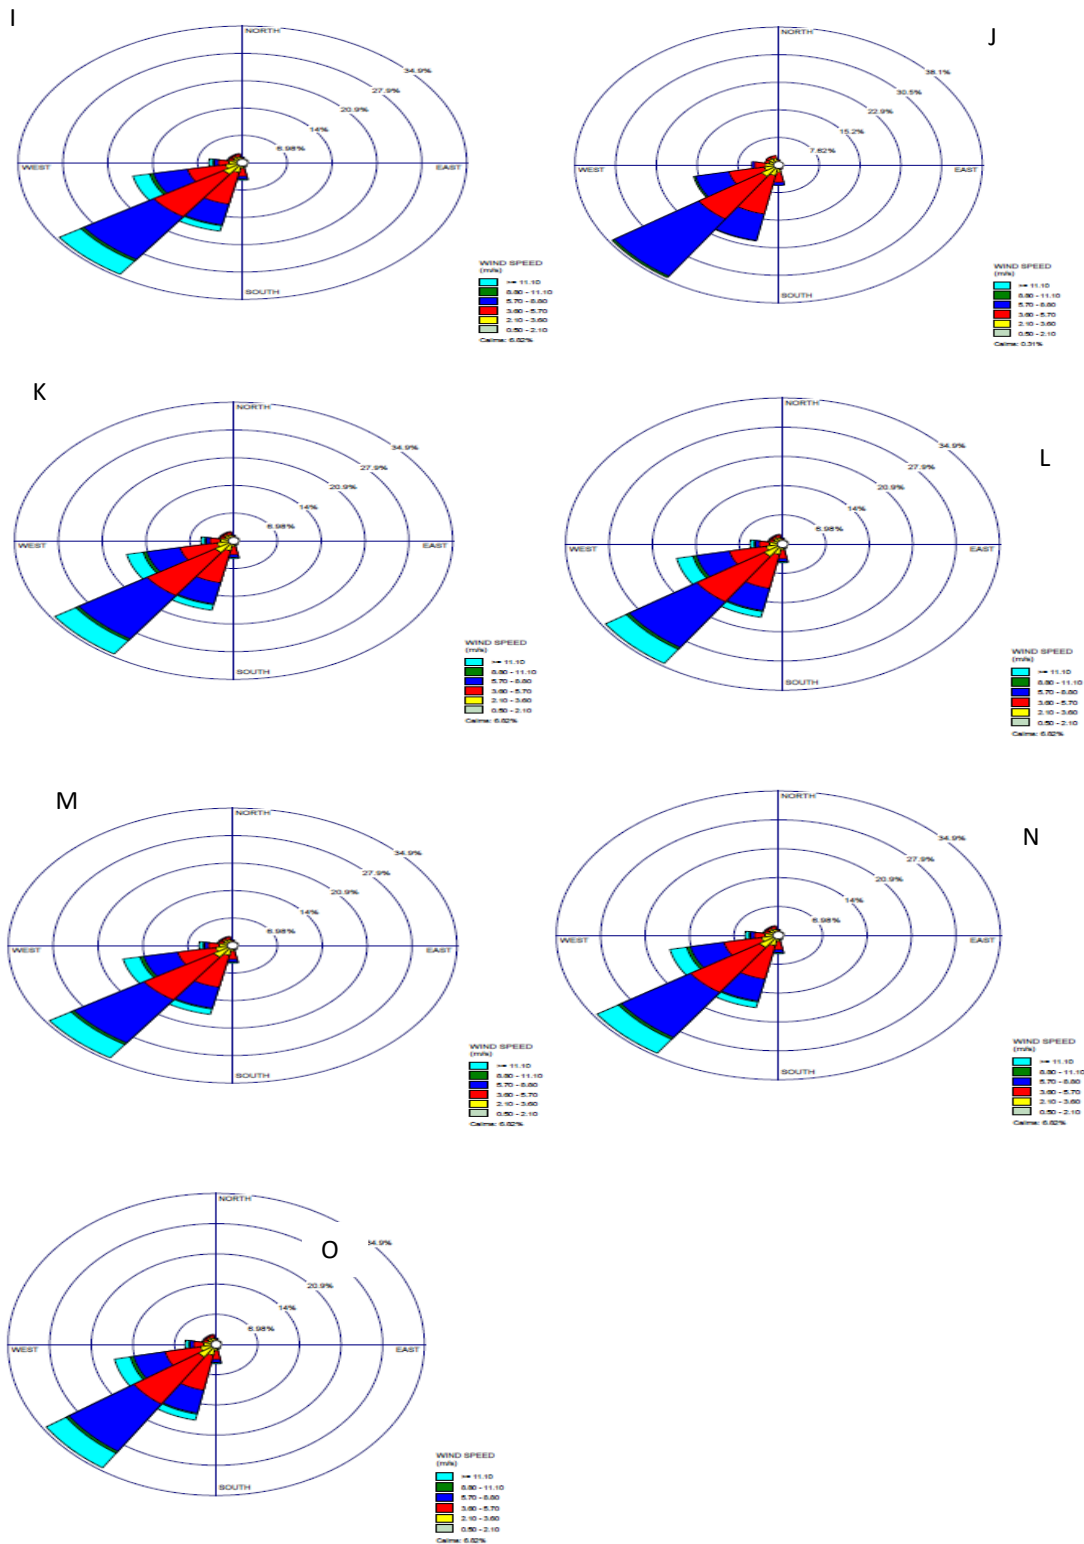 I
NORTH
34.9%
27.9%
20.9%
14%
6.98%
WEST
EAST
SOUTH
WIND SPEED
(m/s)
>= 11.10
8.80 - 11.10
5.70 - 8.80
3.60 - 5.70
2.10 - 3.60
0.50 - 2.10
Calms: 6.82%
J
NORTH
38.1%
30.5%
22.9%
15.2%
7.62%
WEST
EAST
SOUTH
WIND SPEED
(m/s)
>= 11.10
8.80 - 11.10
5.70 - 8.80
3.60 - 5.70
2.10 - 3.60
0.50 - 2.10
Calms: 0.31%
K
NORTH
34.9%
27.9%
20.9%
14%
6.98%
WEST
EAST
SOUTH
WIND SPEED
(m/s)
>= 11.10
8.80 - 11.10
5.70 - 8.80
3.60 - 5.70
2.10 - 3.60
0.50 - 2.10
Calms: 6.82%
L
NORTH
34.9%
27.9%
20.9%
14%
6.98%
WEST
EAST
SOUTH
WIND SPEED
(m/s)
>= 11.10
8.80 - 11.10
5.70 - 8.80
3.60 - 5.70
2.10 - 3.60
0.50 - 2.10
Calms: 6.82%
M
NORTH
34.9%
27.9%
20.9%
14%
6.98%
WEST
EAST
SOUTH
WIND SPEED
(m/s)
>= 11.10
8.80 - 11.10
5.70 - 8.80
3.60 - 5.70
2.10 - 3.60
0.50 - 2.10
Calms: 6.82%
N
NORTH
34.9%
27.9%
20.9%
14%
6.98%
WEST
EAST
SOUTH
WIND SPEED
(m/s)
>= 11.10
8.80 - 11.10
5.70 - 8.80
3.60 - 5.70
2.10 - 3.60
0.50 - 2.10
Calms: 6.82%
O
NORTH
34.9%
20.9%
14%
6.98%
WEST
EAST
SOUTH
WIND SPEED
(m/s)
>= 11.10
8.80 - 11.10
5.70 - 8.80
3.60 - 5.70
2.10 - 3.60
0.50 - 2.10
Calms: 6.82%